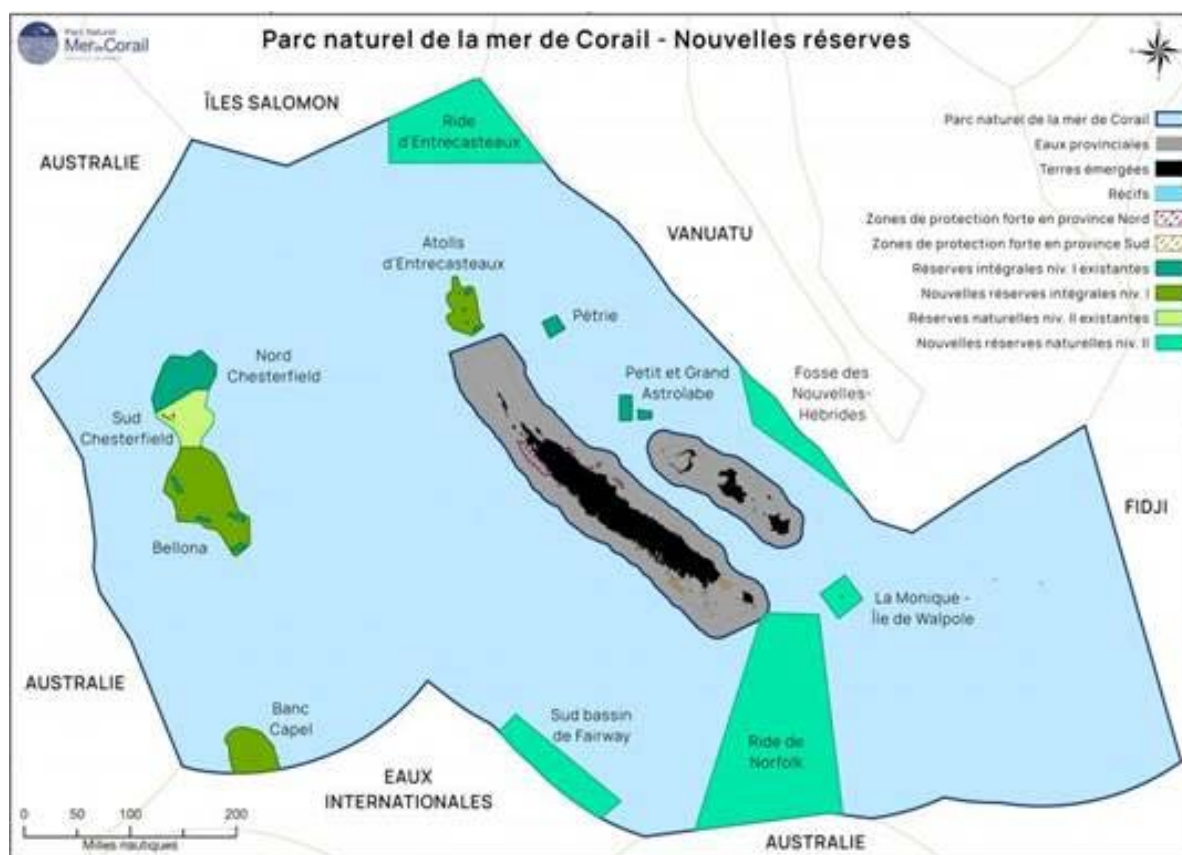 Parc Naturel
Mer de Corail
Parc naturel de la mer de Corail - Nouvelles réserves
ÎLES SALOMON
Ride
d'Entrecasteaux
AUSTRALIE
Parc naturel de la mer de Corail
Eaux provinciales
Terres émergées
Récifs
Zones de protection forte en province Nord
Zones de protection forte en province Sud
Réserves intégrales niv. I existantes
Nouvelles réserves intégrales niv. I
Réserves naturelles niv. II existantes
Nouvelles réserves naturelles niv. II
VANUATU
Atolls
d'Entrecasteaux
Pétrie
Nord
Chesterfield
Petit et Grand
Astrolabe
Fosse des
Nouvelles-
Hébrides
Sud
Chesterfield
FIDJI
Bellona
La Monique -
Île de Walpole
AUSTRALIE
Banc
Capel
Sud bassin
de Fairway
Ride de
Norfolk
EAUX
INTERNATIONALES
0 50 100 200
Milles nautiques
AUSTRALIE